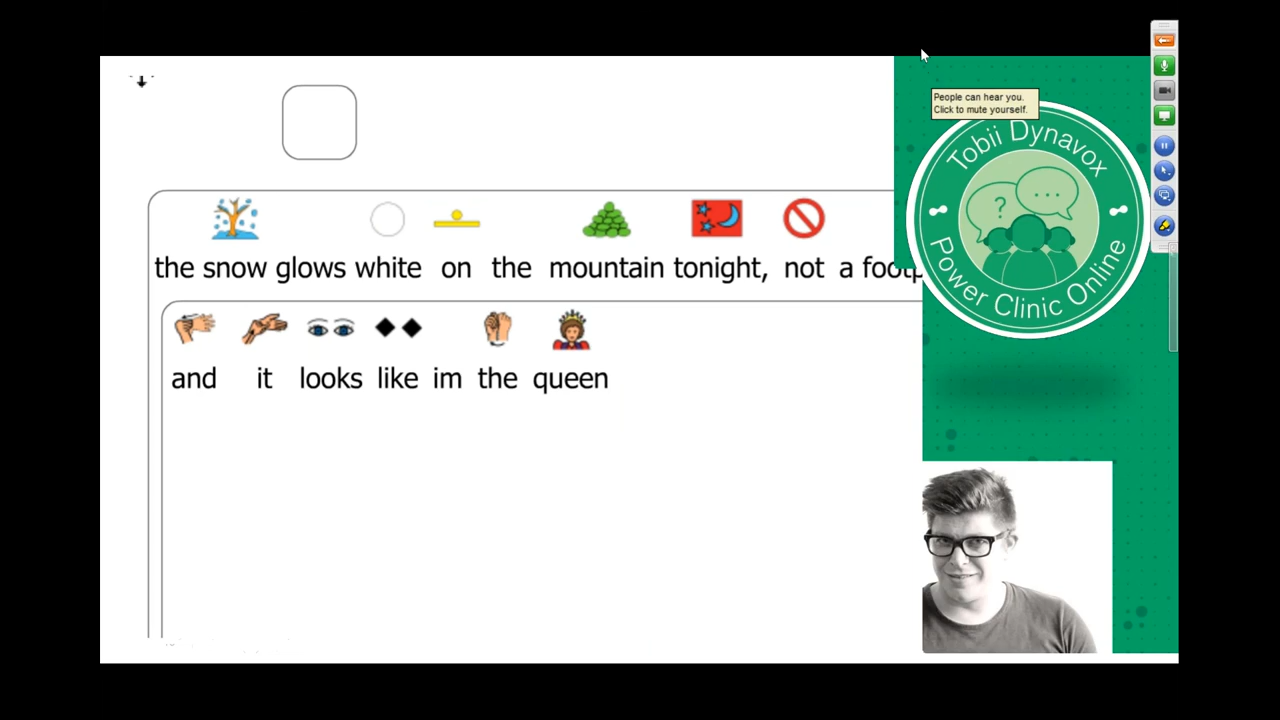 People can hear you.
Click to mute yourself.
Tobii Dynavox
Power Clinic Online
?
...
the snow glows white on the mountain tonight, not a footp
and it looks like im the queen